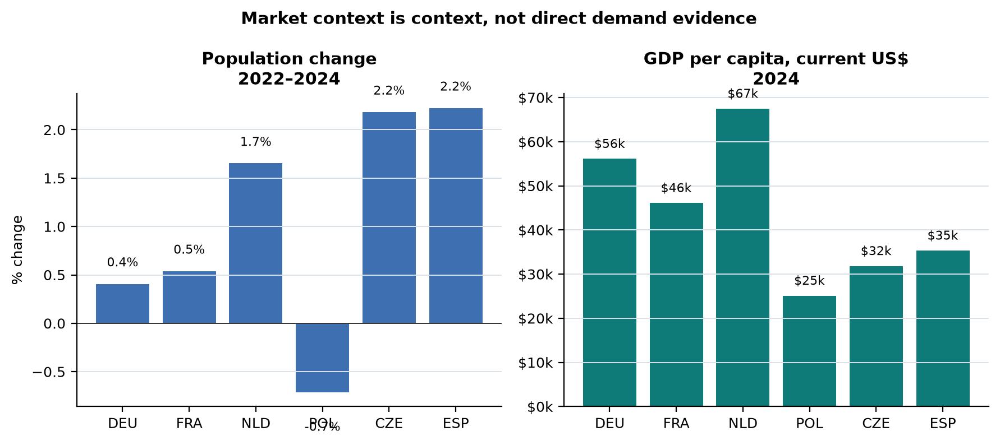 Market context is context, not direct demand evidence
Population change
2022–2024
% change
2.0
1.5
1.0
0.5
0.0
−0.5
0.4%
0.5%
1.7%
-0.7%
2.2%
2.2%
DEU
FRA
NLD
POL
CZE
ESP
GDP per capita, current US$
2024
$70k
$60k
$50k
$40k
$30k
$20k
$10k
$0k
$56k
$46k
$67k
$25k
$32k
$35k
DEU
FRA
NLD
POL
CZE
ESP